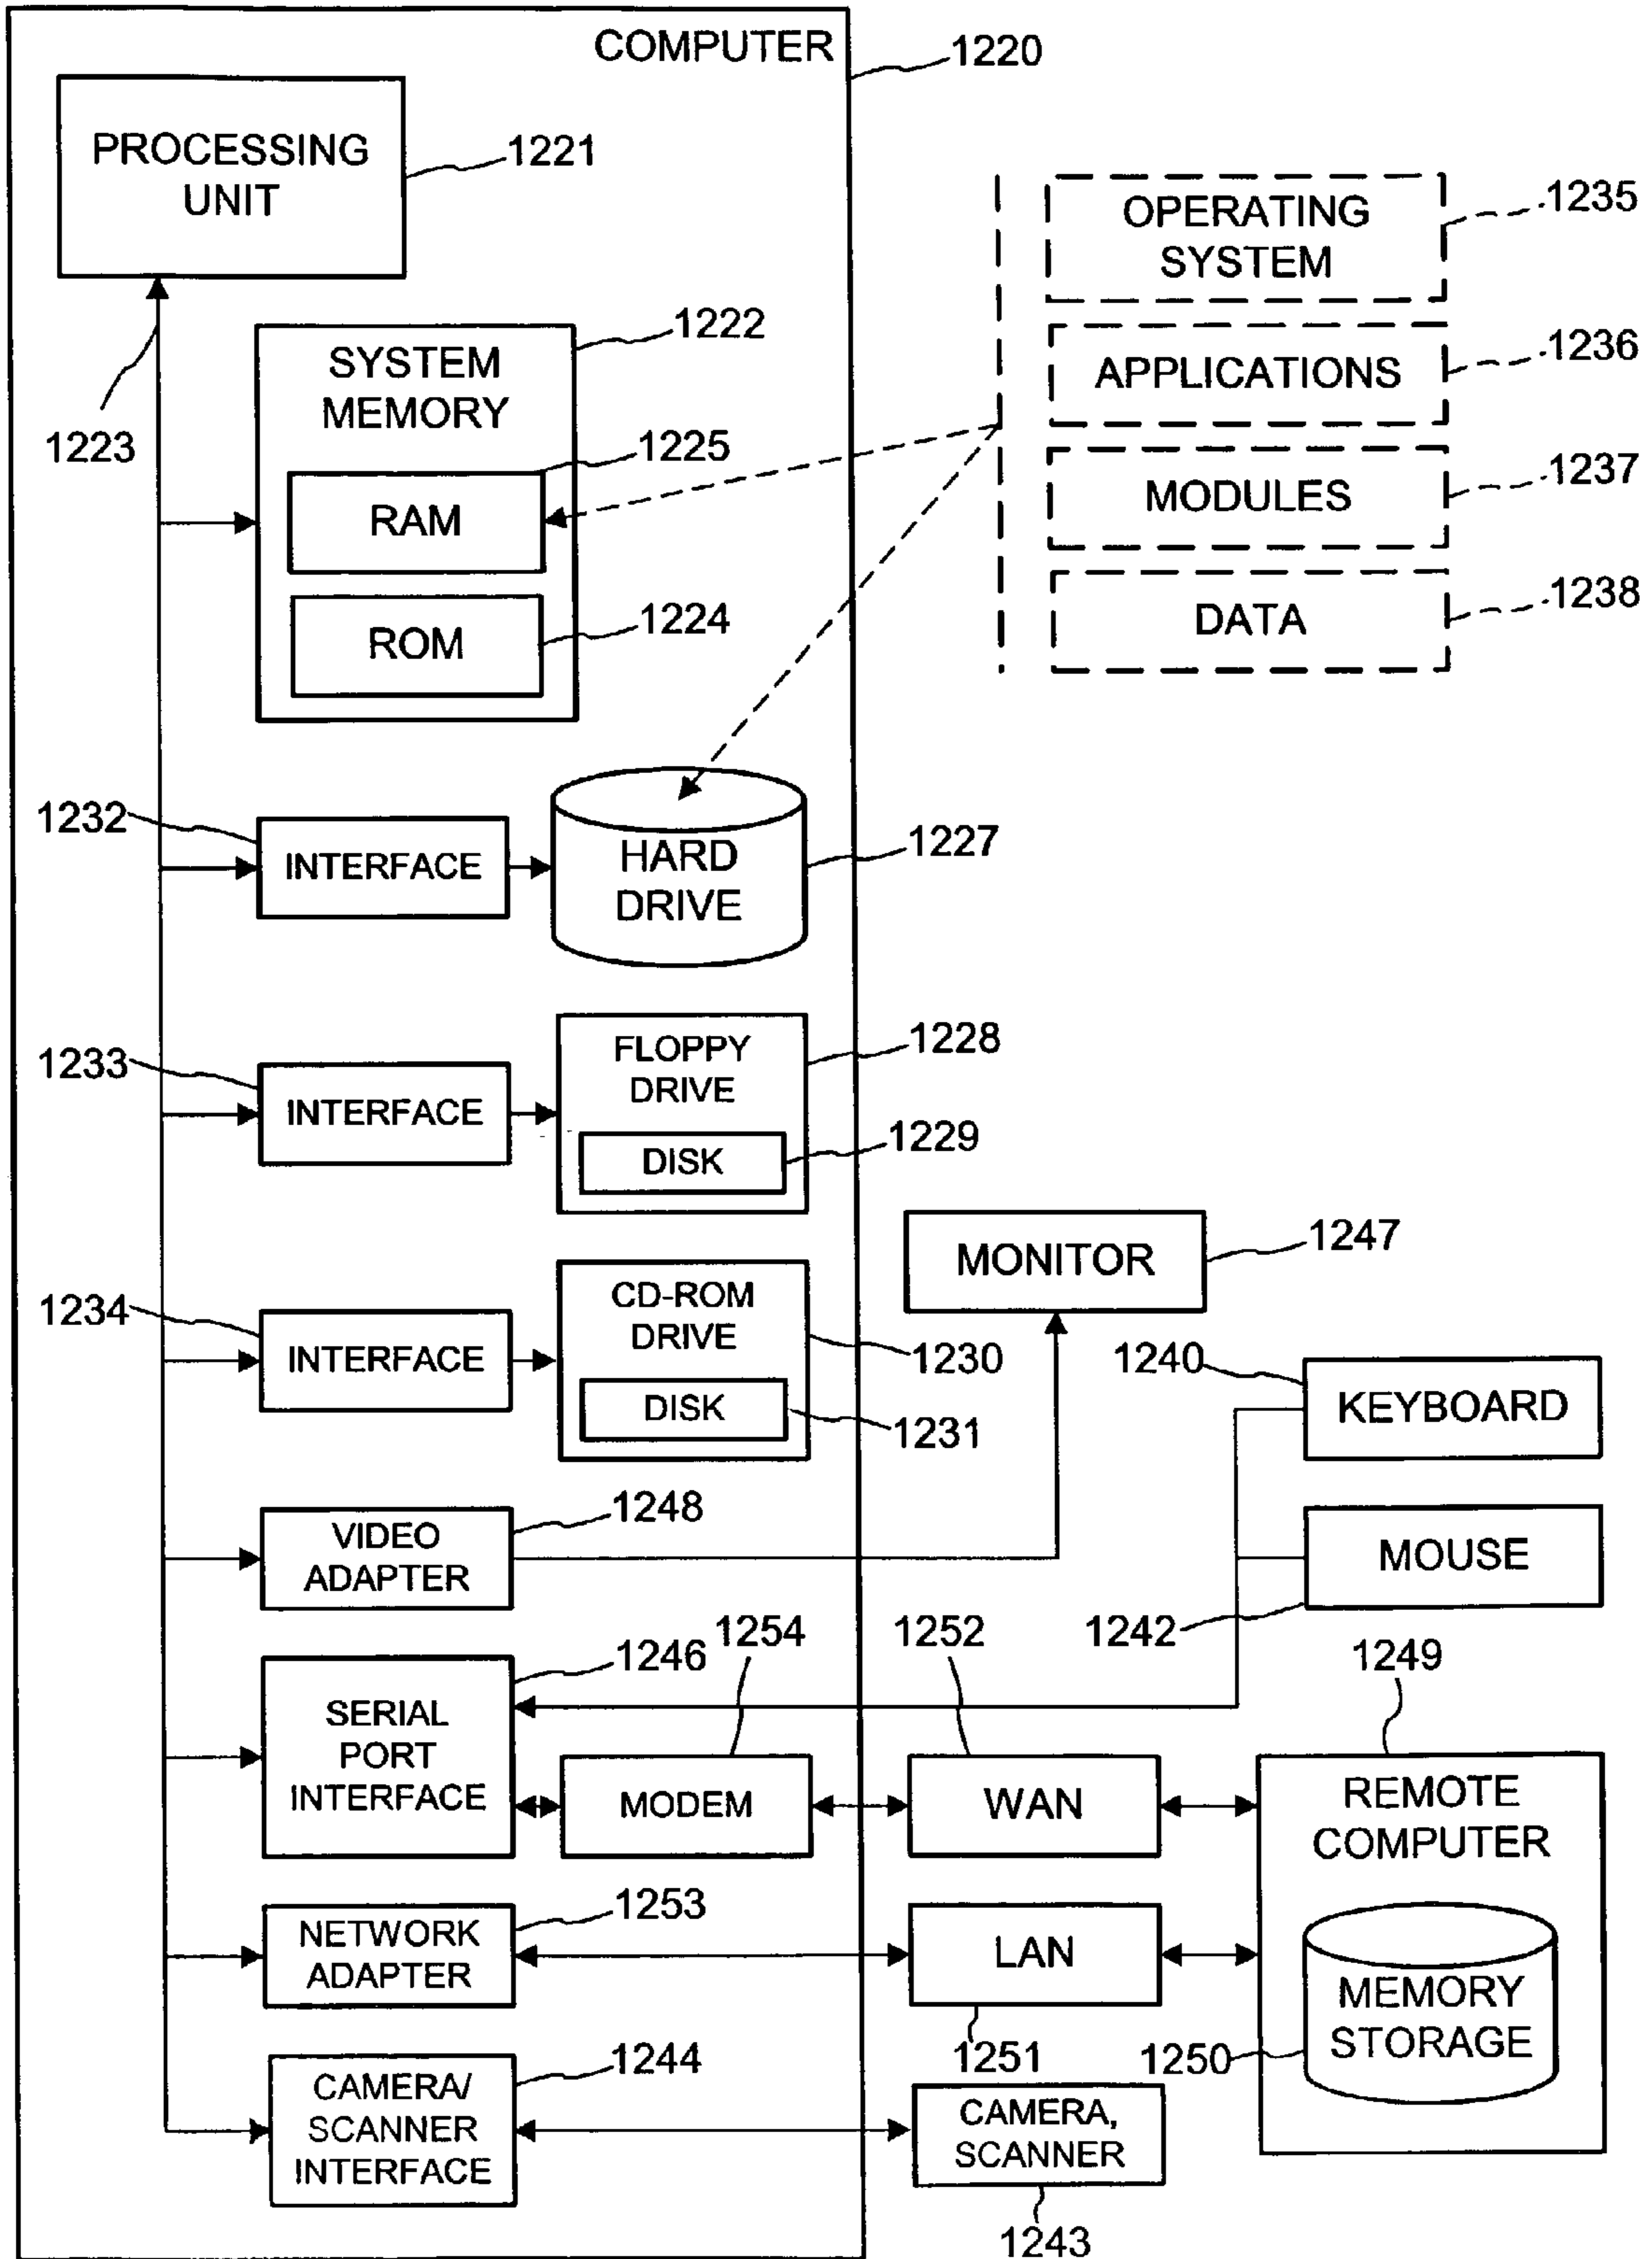 COMPUTER
1220
PROCESSING
UNIT
1221
1223
SYSTEM
MEMORY
1222
RAM
1225
ROM
1224
OPERATING
SYSTEM
1235
APPLICATIONS
1236
MODULES
1237
DATA
1238
1232
INTERFACE
HARD
DRIVE
1227
1233
INTERFACE
FLOPPY
DRIVE
1228
DISK
1229
1234
INTERFACE
CD-ROM
DRIVE
1230
DISK
1231
MONITOR
1247
1240
KEYBOARD
MOUSE
1242
VIDEO
ADAPTER
1248
SERIAL
PORT
INTERFACE
1246
MODEM
1254
WAN
1252
REMOTE
COMPUTER
1249
MEMORY
STORAGE
1250
NETWORK
ADAPTER
1253
LAN
1251
CAMERA/
SCANNER
INTERFACE
1244
CAMERA,
SCANNER
1243